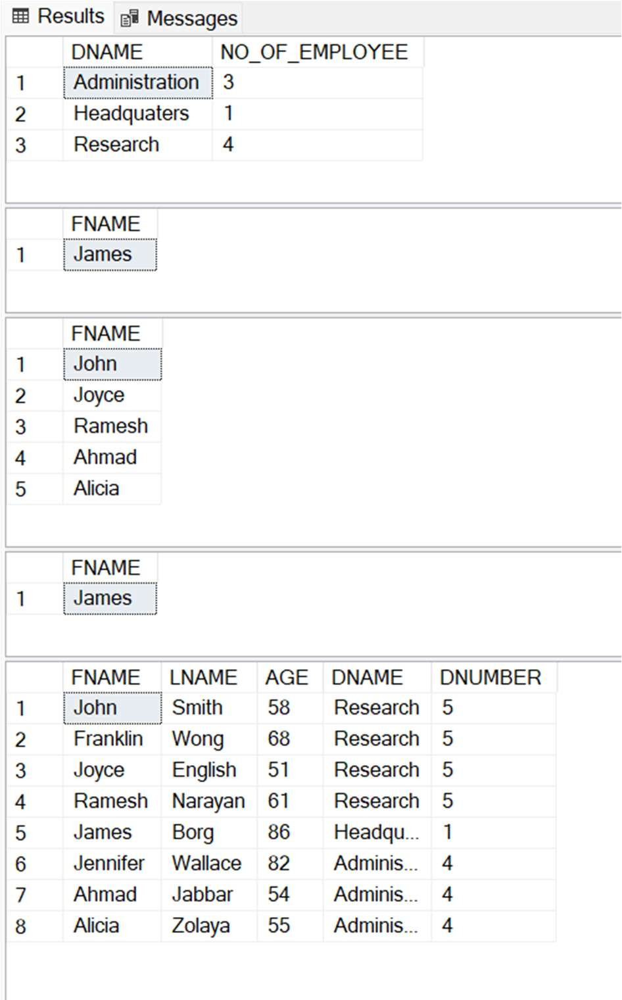 Results Messages
DNAME NO_OF_EMPLOYEE
1 Administration 3
2 Headquaters 1
3 Research 4
FNAME
1 James
FNAME
1 John
2 Joyce
3 Ramesh
4 Ahmad
5 Alicia
FNAME
1 James
FNAME LNAME AGE DNAME DNUMBER
1 John Smith 58 Research 5
2 Franklin Wong 68 Research 5
3 Joyce English 51 Research 5
4 Ramesh Narayan 61 Research 5
5 James Borg 86 Headqu... 1
6 Jennifer Wallace 82 Adminis... 4
7 Ahmad Jabbar 54 Adminis... 4
8 Alicia Zolaya 55 Adminis... 4